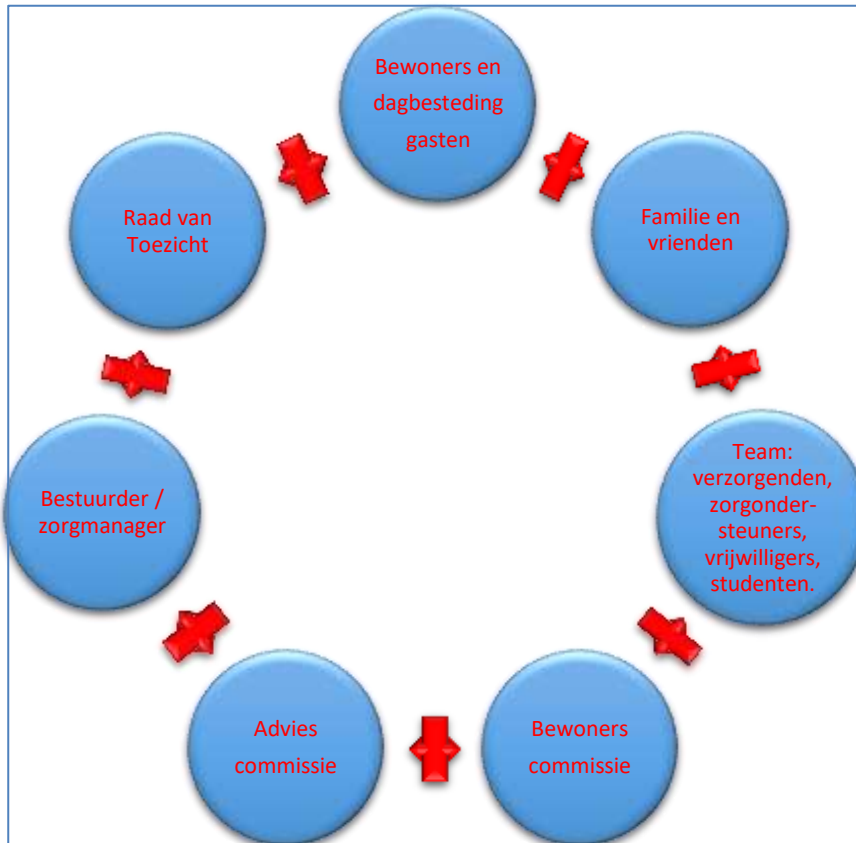 Bewoners en
dagbesteding
gasten
Familie en
vrienden
Team:
verzorgenden,
zorgonder-
steuners,
vrijwilligers,
studenten.
Bewoners
commissie
Advies
commissie
Bestuurder /
zorgmanager
Raad van
Toezicht